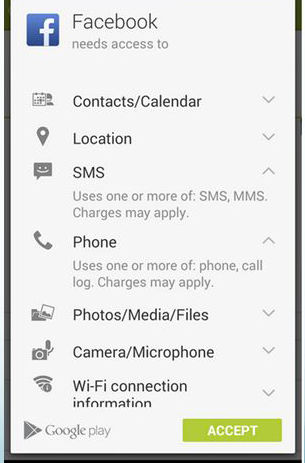 Facebook
needs access to
Contacts/Calendar
Location
SMS
Uses one or more of: SMS, MMS.
Charges may apply.
Phone
Uses one or more of: phone, call
log. Charges may apply.
Photos/Media/Files
Camera/Microphone
Wi-Fi connection
information
Google play
ACCEPT